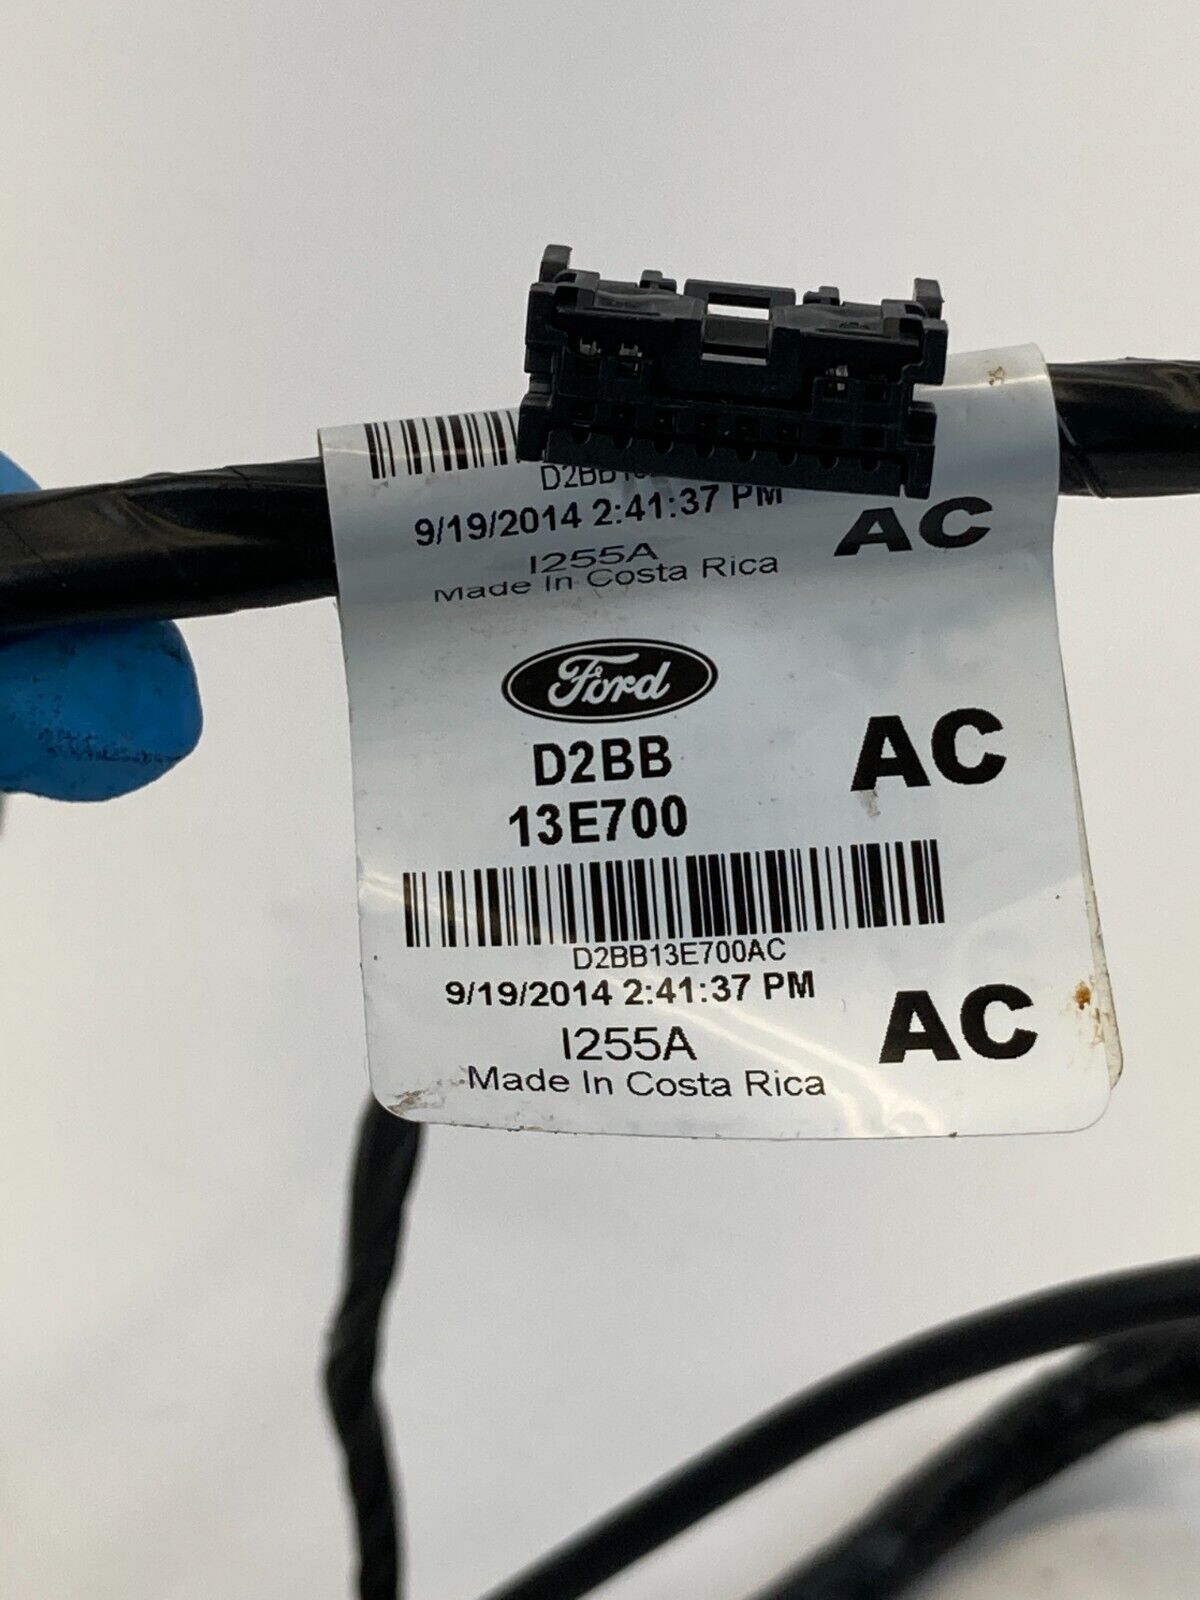 9/19/2014 2:41:37 PM
AC
I255A
Made In Costa Rica
Ford
D2BB
AC
13E700
D2BB13E700AC
9/19/2014 2:41:37 PM
AC
I255A
Made In Costa Rica